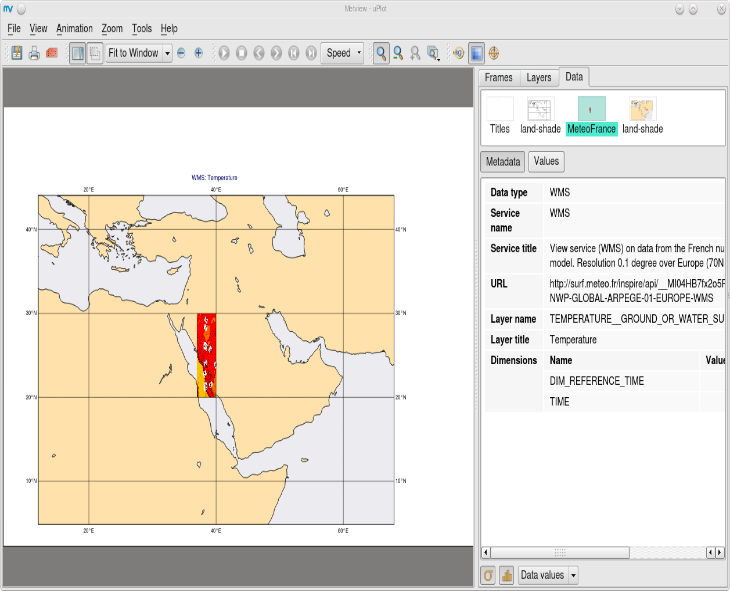 MV
Metview - uPlot
File View Animation Zoom Tools Help
Fit to Window
Speed
Frames Layers Data
Titles land-shade MeteoFrance land-shade
Metadata Values
WMS: Temperature
20°E 40°E 60°E
40°N 40°N
30°N 30°N
20°N 20°N
10°N 10°N
20°E 40°E 60°E
Data type WMS
Service name WMS
Service title View service (WMS) on data from the French nu
model. Resolution 0.1 degree over Europe (70N
URL http://surf.meteo.fr/inspire/api/__MI04HB7fx2o5F
NWP-GLOBAL-ARPEGE-01-EUROPE-WMS
Layer name TEMPERATURE__GROUND_OR_WATER_SU
Layer title Temperature
Dimensions Name Value
DIM_REFERENCE_TIME
TIME
Data values